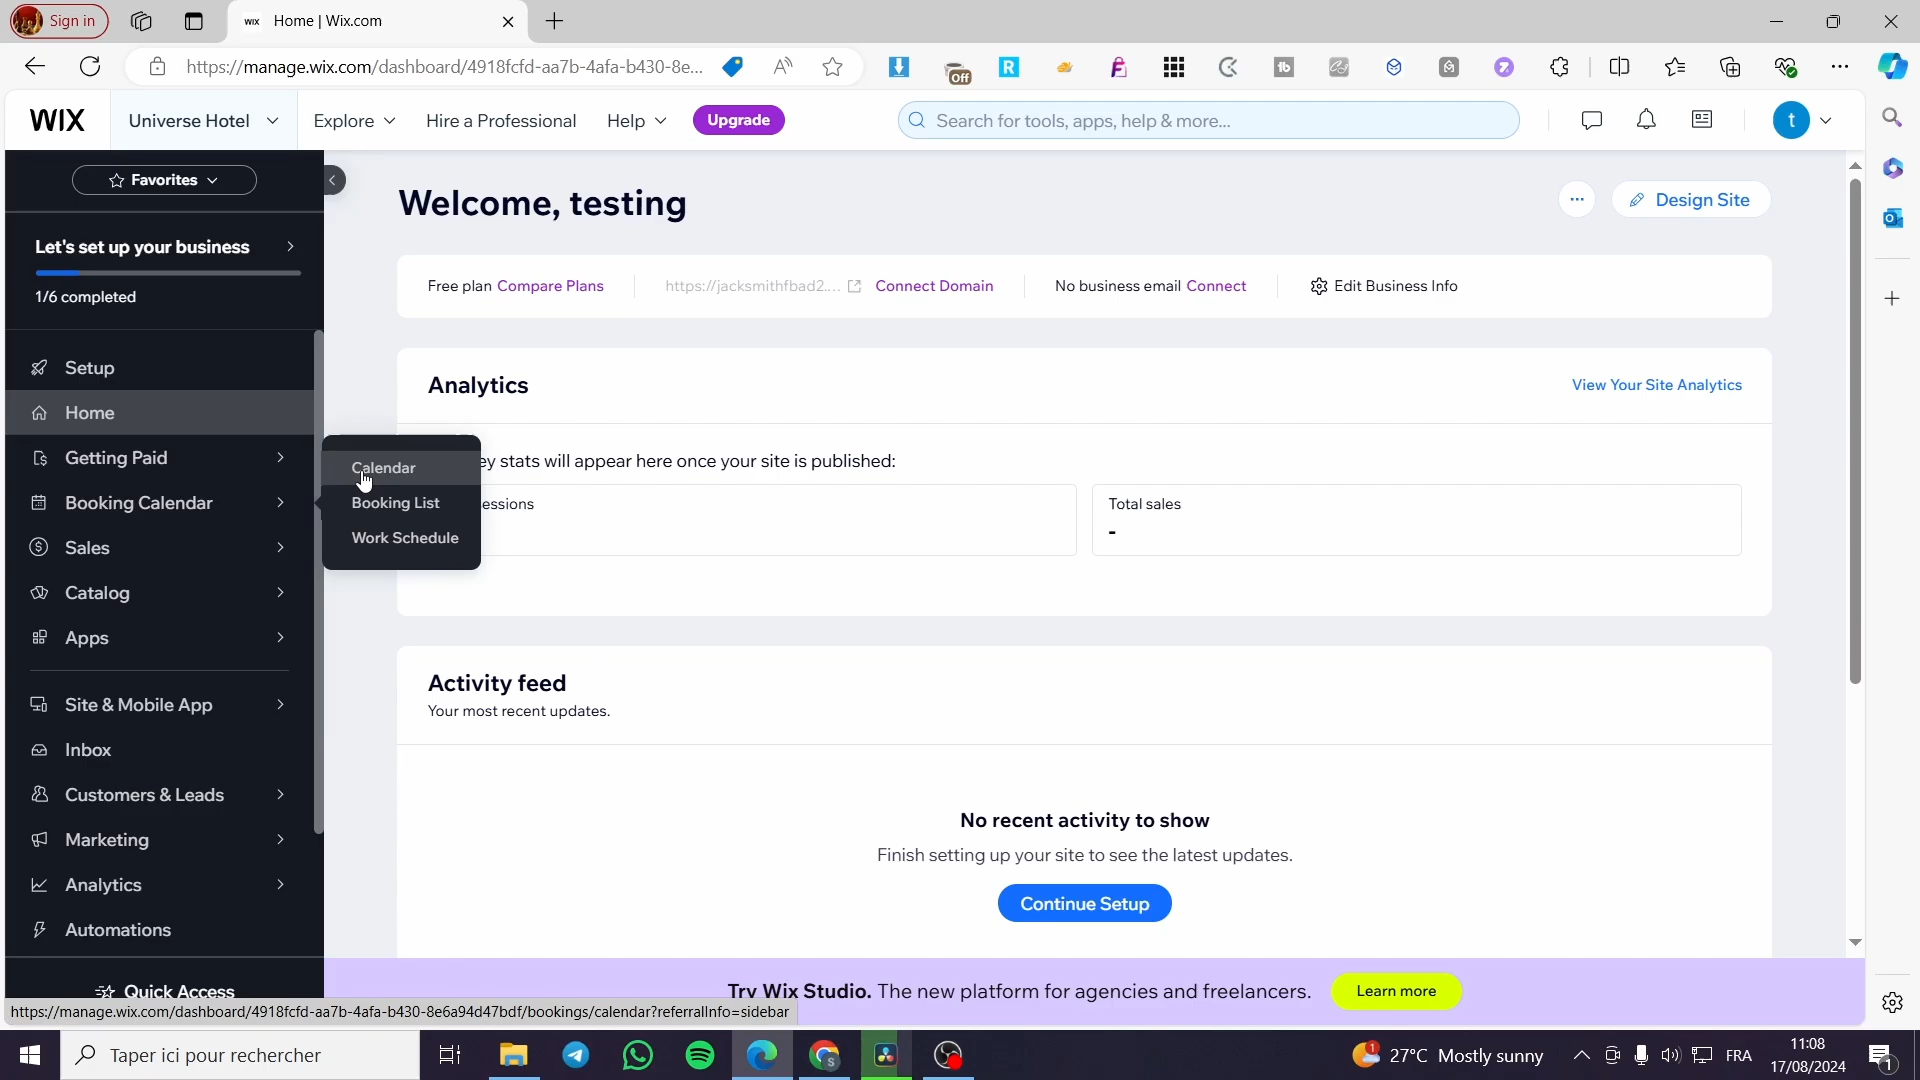 Sign in
WIX Home | Wix.com
https://manage.wix.com/dashboard/4918fcfd-aa7b-4afa-b430-8e...
Off
WIX
Universe Hotel
Explore
Hire a Professional
Help
Upgrade
Search for tools, apps, help & more...
t
Favorites
Let's set up your business
1/6 completed
Setup
Home
Getting Paid
Booking Calendar
Sales
Catalog
Apps
Site & Mobile App
Inbox
Customers & Leads
Marketing
Analytics
Automations
Quick Access
Calendar
Booking List
Work Schedule
Welcome, testing
Design Site
Free plan Compare Plans
https://jacksmithfbad2....
Connect Domain
No business email Connect
Edit Business Info
Analytics
View Your Site Analytics
ey stats will appear here once your site is published:
essions
Total sales
-
Activity feed
Your most recent updates.
No recent activity to show
Finish setting up your site to see the latest updates.
Continue Setup
Try Wix Studio. The new platform for agencies and freelancers.
Learn more
https://manage.wix.com/dashboard/4918fcfd-aa7b-4afa-b430-8e6a94d47bdf/bookings/calendar?referralInfo=sidebar
Taper ici pour rechercher
27°C Mostly sunny
FRA
11:08
17/08/2024
1